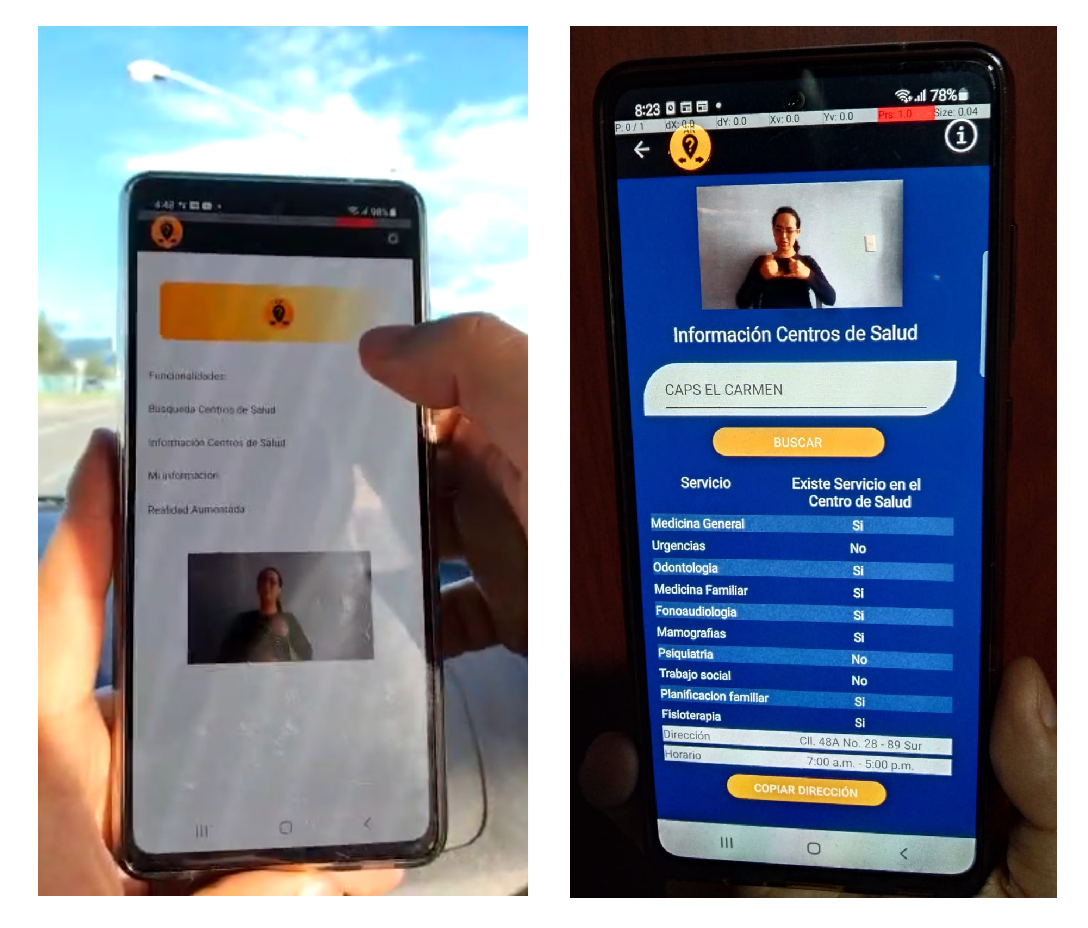 4:42
98%
Funcionalidades:
Búsqueda Centros de Salud
Información Centros de Salud
Mi información
Realidad Aumentada
8:23
78%
P: 0 / 1 dX: 0.0 dY: 0.0 Xv: 0.0 Yv: 0.0 Prs: 1.0 Size: 0.04
Información Centros de Salud
CAPS EL CARMEN
BUSCAR
Servicio Existe Servicio en el
Centro de Salud
Medicina General Si
Urgencias No
Odontologia Si
Medicina Familiar Si
Fonoaudiologia Si
Mamografias Si
Psiquiatria No
Trabajo social No
Planificacion familiar Si
Fisioterapia Si
Dirección Cll. 48A No. 28 - 89 Sur
Horario 7:00 a.m. - 5:00 p.m.
COPIAR DIRECCIÓN